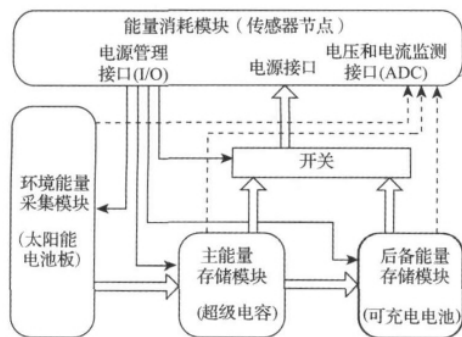 能量消耗模块(传感器节点)
电源管理
接口(I/O)
电源接口
电压和电流监测
接口(ADC)
开关
环境能量
采集模块
(太阳能
电池板)
主能量
存储模块
(超级电容)
后备能量
存储模块
(可充电电池)